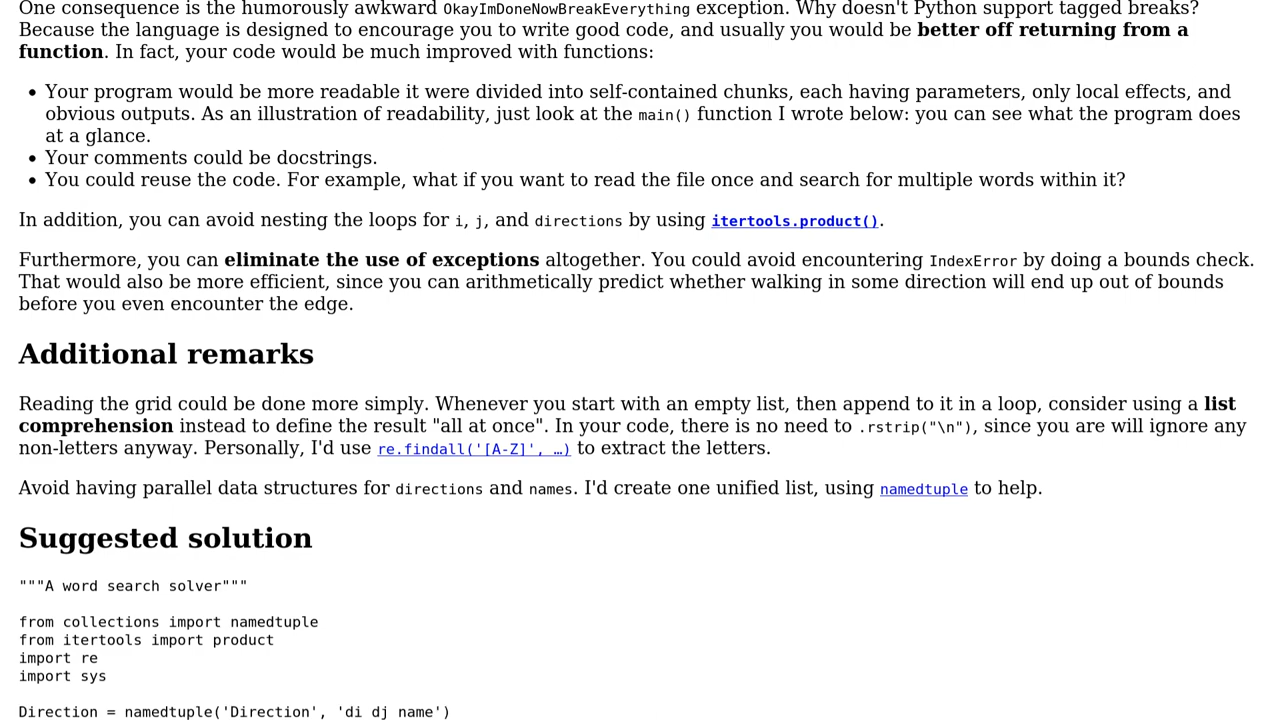 One consequence is the humorously awkward OkayImDoneNowBreakEverything exception. Why doesn't Python support tagged breaks?
Because the language is designed to encourage you to write good code, and usually you would be better off returning from a
function. In fact, your code would be much improved with functions:
• Your program would be more readable it were divided into self-contained chunks, each having parameters, only local effects, and
obvious outputs. As an illustration of readability, just look at the main() function I wrote below: you can see what the program does
at a glance.
• Your comments could be docstrings.
• You could reuse the code. For example, what if you want to read the file once and search for multiple words within it?
In addition, you can avoid nesting the loops for i, j, and directions by using itertools.product().
Furthermore, you can eliminate the use of exceptions altogether. You could avoid encountering IndexError by doing a bounds check.
That would also be more efficient, since you can arithmetically predict whether walking in some direction will end up out of bounds
before you even encounter the edge.
Additional remarks
Reading the grid could be done more simply. Whenever you start with an empty list, then append to it in a loop, consider using a list
comprehension instead to define the result "all at once". In your code, there is no need to .rstrip("\n"), since you are will ignore any
non-letters anyway. Personally, I'd use re.findall('[A-Z]', …) to extract the letters.
Avoid having parallel data structures for directions and names. I'd create one unified list, using namedtuple to help.
Suggested solution
"""A word search solver"""
from collections import namedtuple
from itertools import product
import re
import sys
Direction = namedtuple('Direction', 'di dj name')